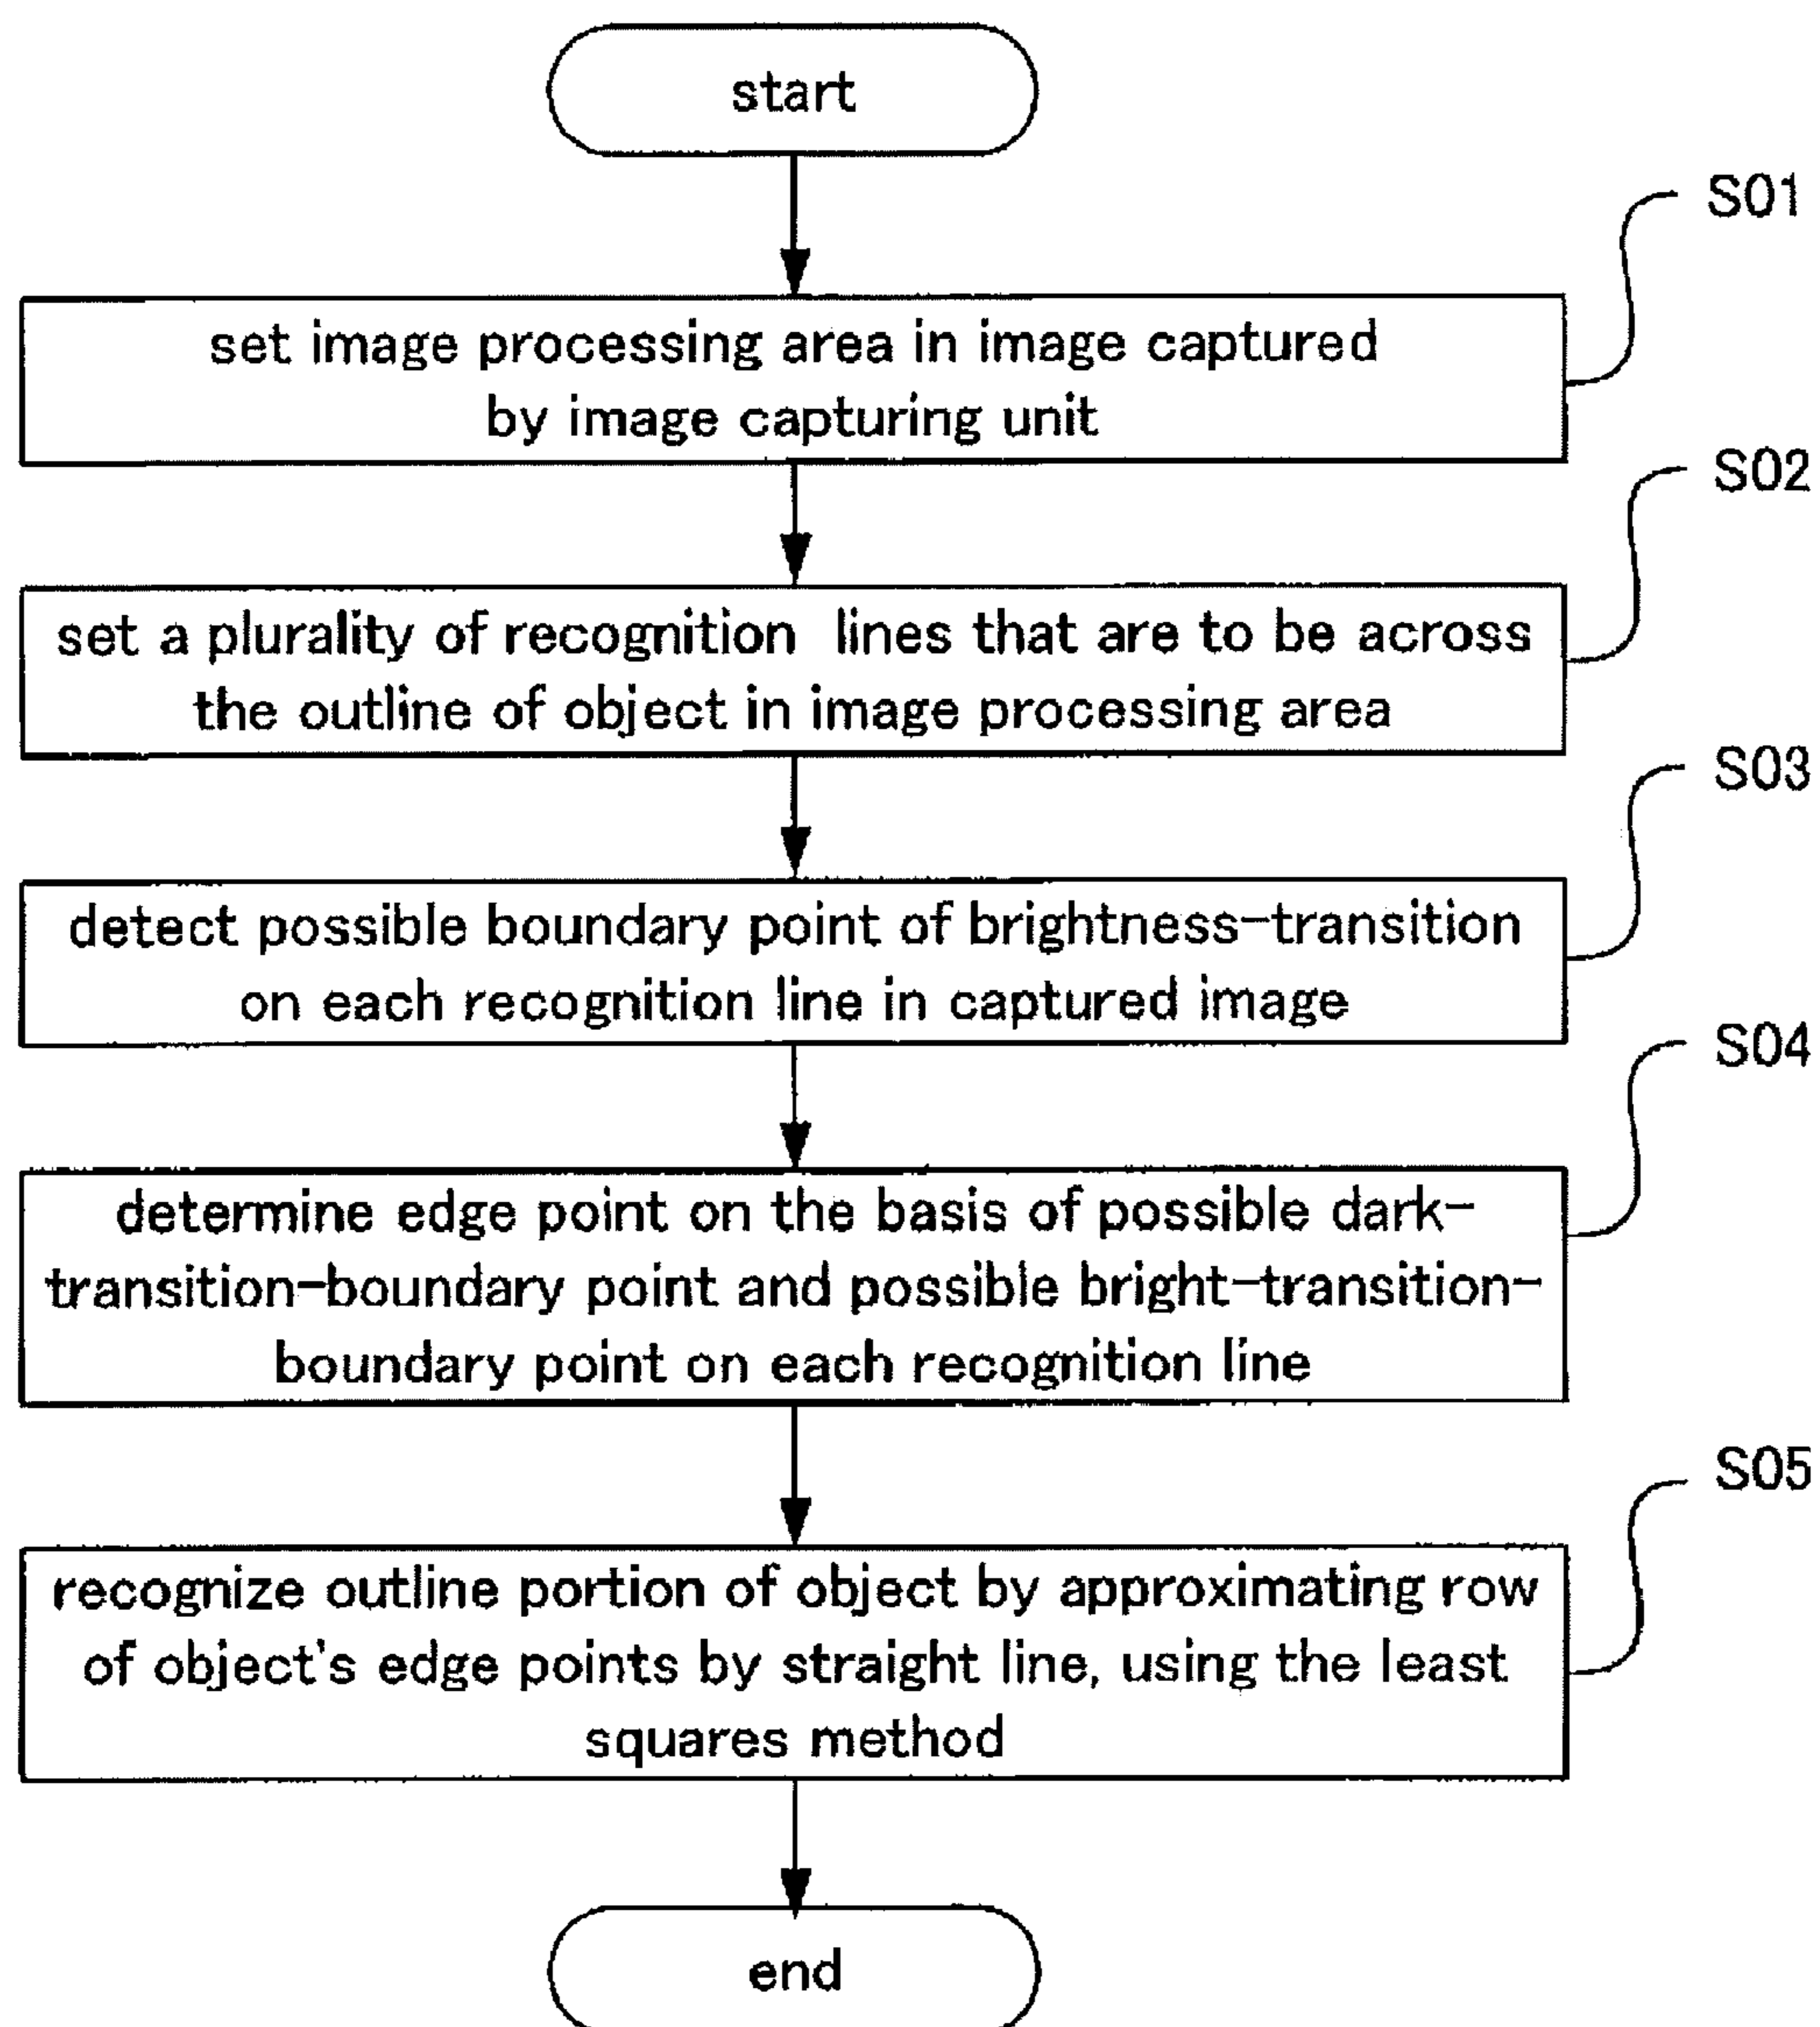 start
S01
set image processing area in image captured
by image capturing unit
S02
set a plurality of recognition lines that are to be across
the outline of object in image processing area
S03
detect possible boundary point of brightness-transition
on each recognition line in captured image
S04
determine edge point on the basis of possible dark-
transition-boundary point and possible bright-transition-
boundary point on each recognition line
S05
recognize outline portion of object by approximating row
of object's edge points by straight line, using the least
squares method
end